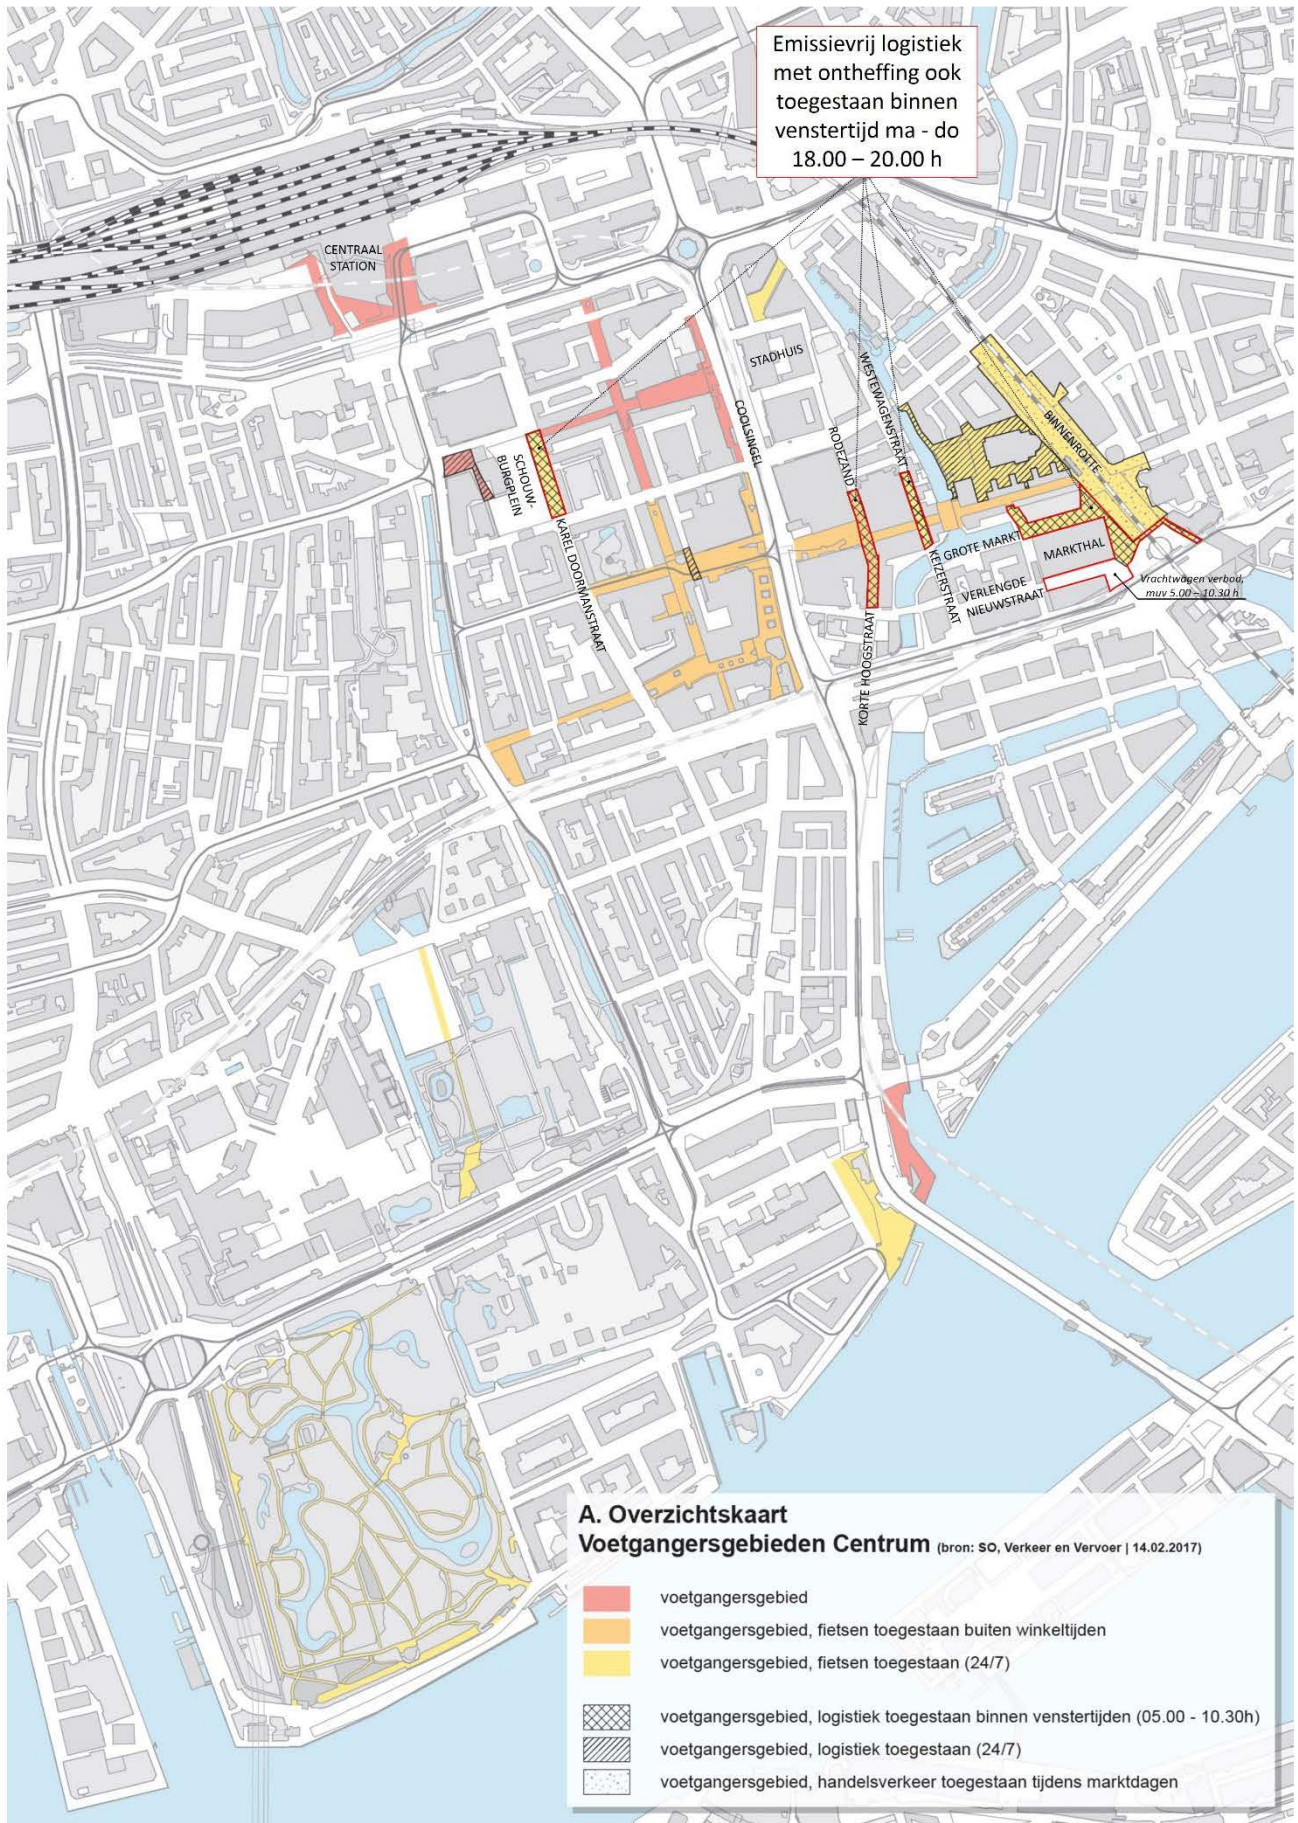 Emissievrij logistiek
met ontheffing ook
toegestaan binnen
venstertijd ma - do
18.00 – 20.00 h
CENTRAAL
STATION
STADHUIS
COOLSINGEL
WESTEWAGENSTRAAT
RODEZAND
BINNENROTTE
SCHOUW-
BURGPLEIN
KAREL DOORMANSTRAAT
GROTE MARKT
MARKTHAL
KEIZERSTRAAT
VERLENGDE
NIEUWSTRAAT
Vrachtwagen verbod,
muv 5.00 – 10.30 h
KORTE HOOGSTRAAT
A. Overzichtskaart
Voetgangersgebieden Centrum (bron: SO, Verkeer en Vervoer | 14.02.2017)
voetgangersgebied
voetgangersgebied, fietsen toegestaan buiten winkeltijden
voetgangersgebied, fietsen toegestaan (24/7)
voetgangersgebied, logistiek toegestaan binnen venstertijden (05.00 - 10.30h)
voetgangersgebied, logistiek toegestaan (24/7)
voetgangersgebied, handelsverkeer toegestaan tijdens marktdagen